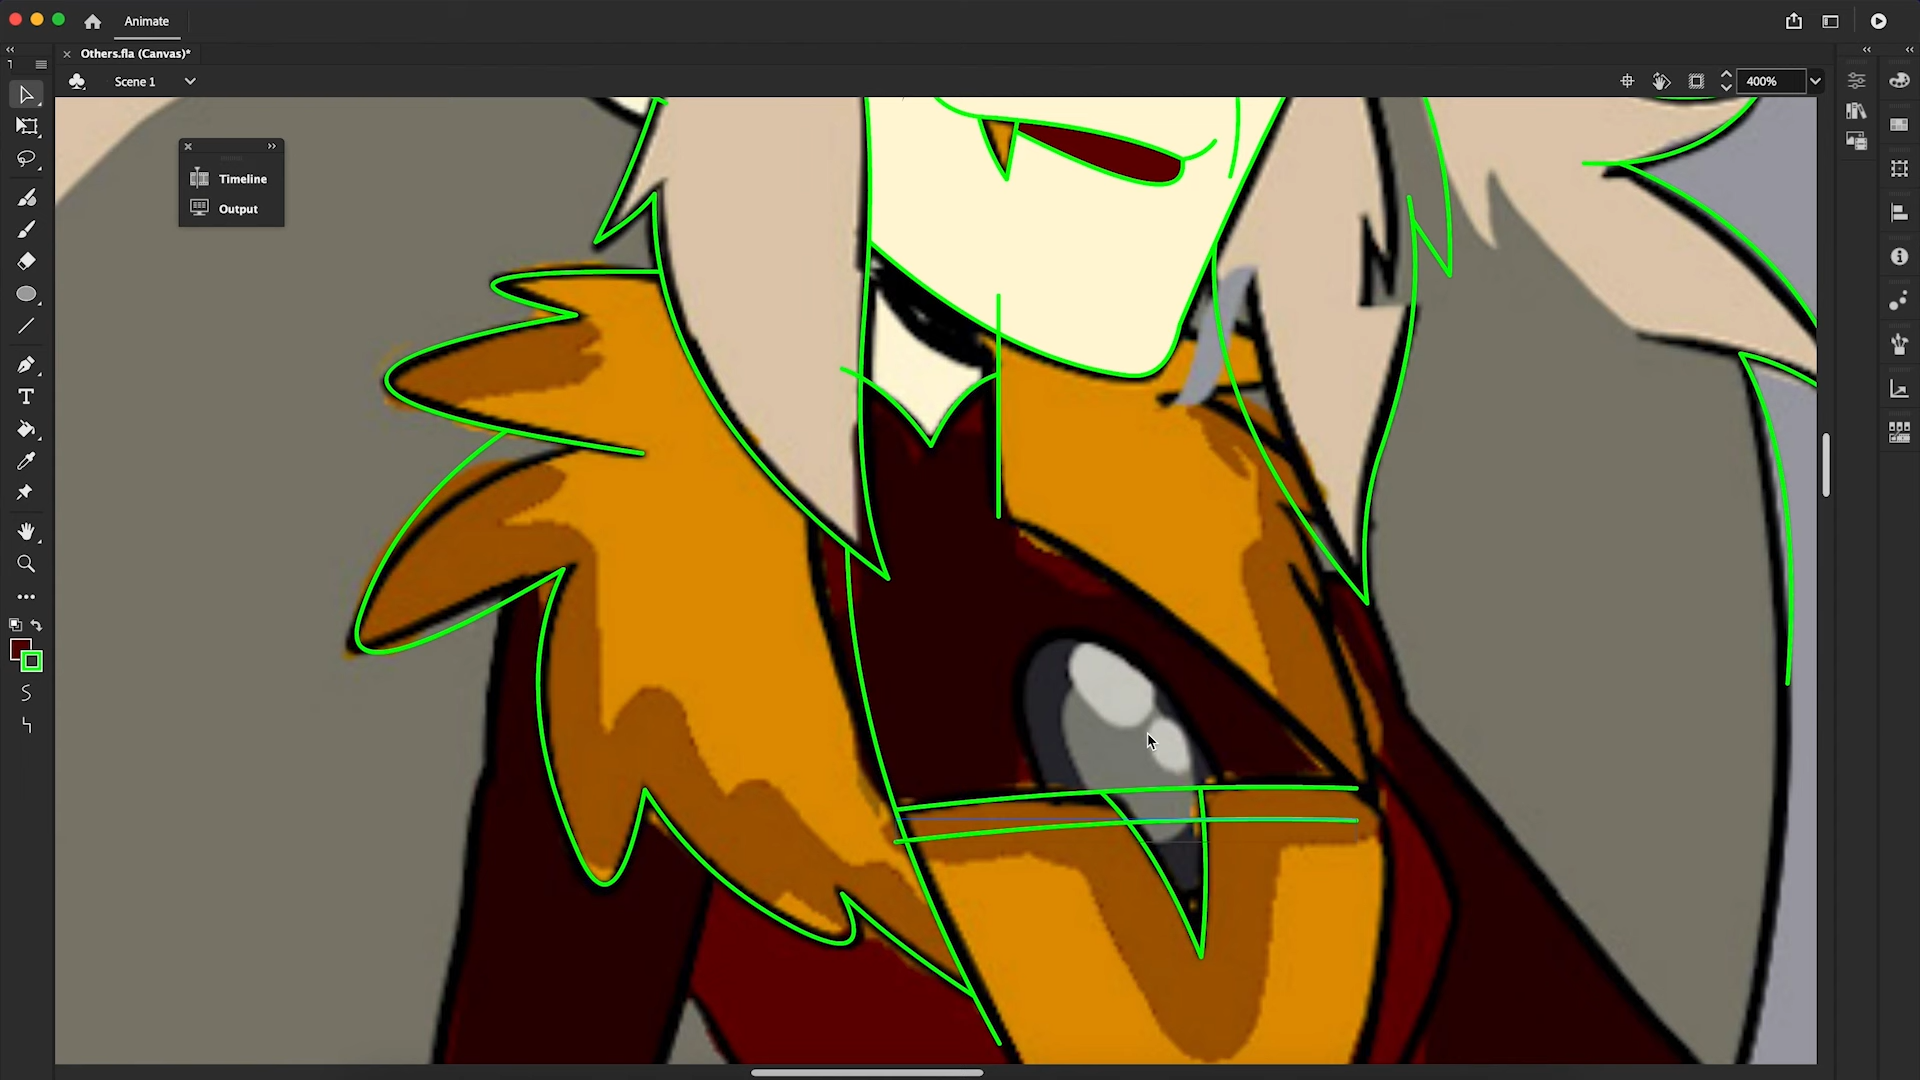 Animate
Others.fla (Canvas)*
Scene 1
400%
Timeline
Output